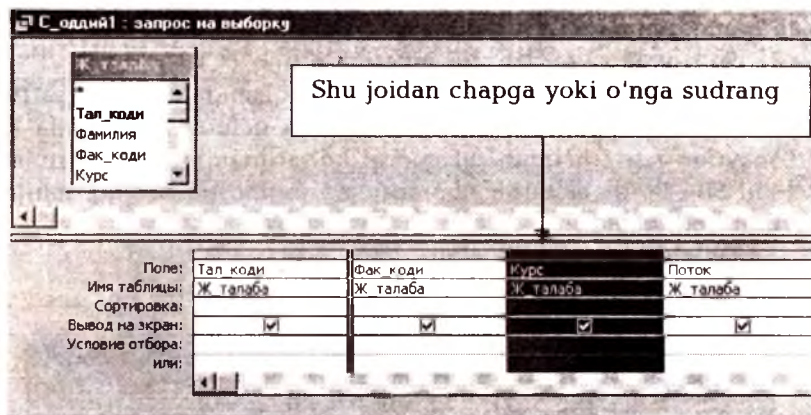 С_оддий1 : запрос на выборку
Ж_талаба
*
Тал_коди
Фамилия
Фак_коди
Курс
Shu joidan chapga yoki o'nga sudrang
Поле: Тал_коди Фак_коди Курс Поток
Имя таблицы: Ж_талаба Ж_талаба Ж_талаба Ж_талаба
Сортировка:
Вывод на экран:
Условие отбора:
или: